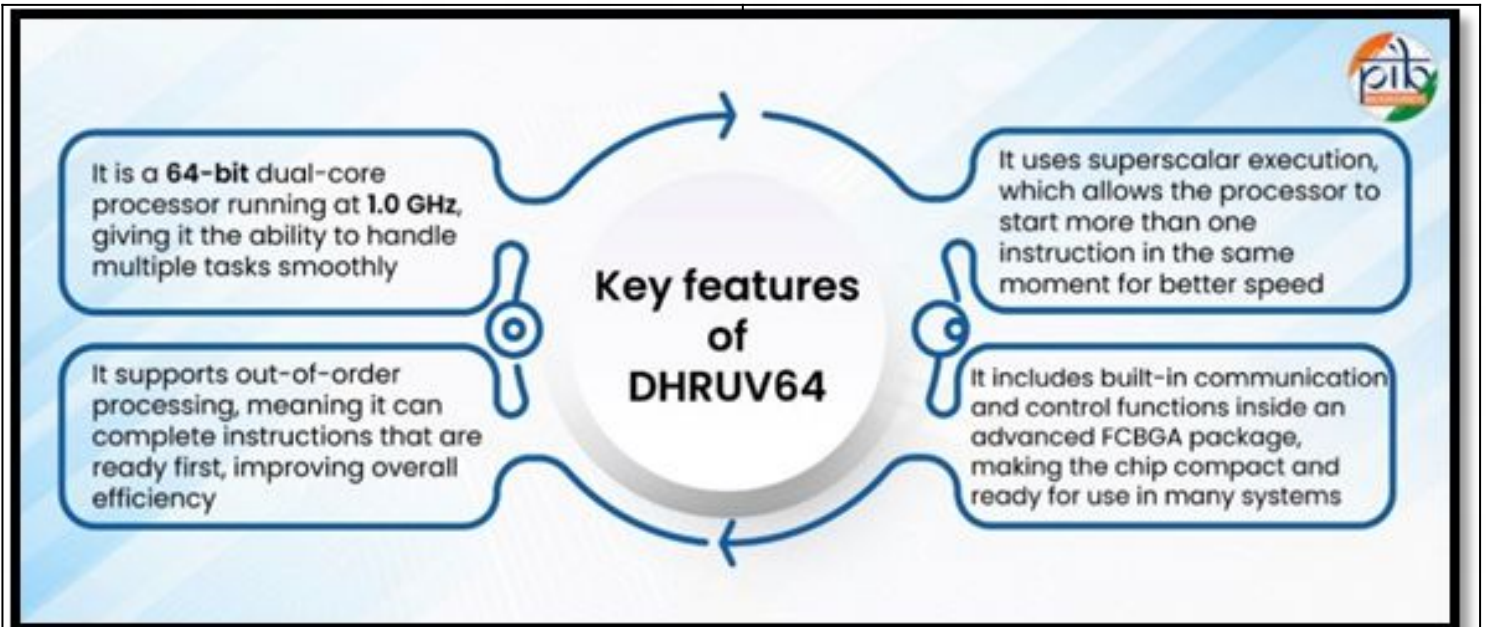 pib
It is a 64-bit dual-core
processor running at 1.0 GHz,
giving it the ability to handle
multiple tasks smoothly
It uses superscalar execution,
which allows the processor to
start more than one
instruction in the same
moment for better speed
Key features
of
DHRUV64
It supports out-of-order
processing, meaning it can
complete instructions that are
ready first, improving overall
efficiency
It includes built-in communication
and control functions inside an
advanced FCBGA package,
making the chip compact and
ready for use in many systems